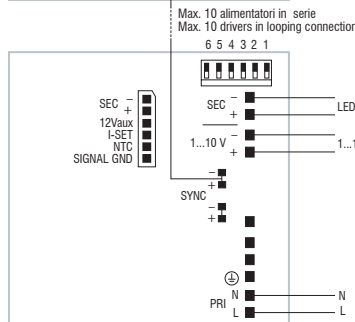 Max. 10 alimentatori in serie
Max. 10 drivers in looping connection
6 5 4 3 2 1
SEC - +
12Vaux
I-SET
NTC
SIGNAL GND
SEC - +
LED
1...10 V - +
- +
SYNC
- +
PRI
N
L
N
L